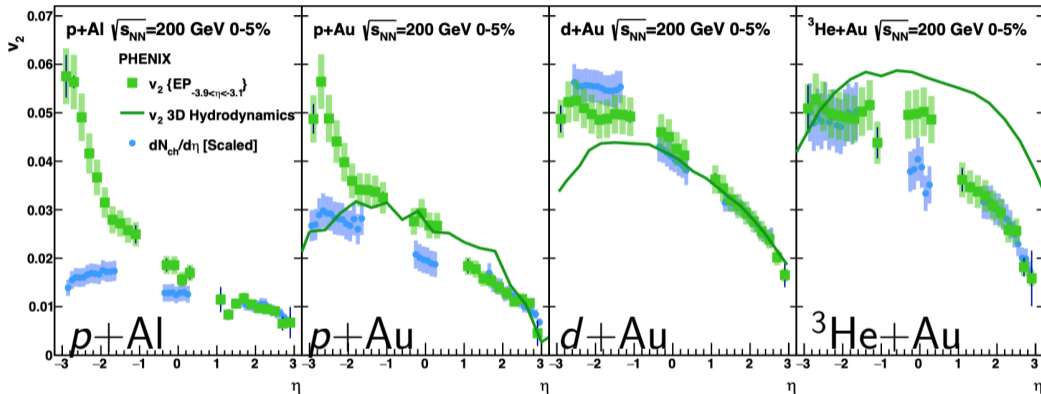 p+Al √sNN=200 GeV 0-5%
p+Au √sNN=200 GeV 0-5%
d+Au √sNN=200 GeV 0-5%
³He+Au √sNN=200 GeV 0-5%
v2
0.07
0.06
0.05
0.04
0.03
0.02
0.01
0
PHENIX
v2 {EP-3.9<η<-3.1}
v2 3D Hydrodynamics
dNch/dη [Scaled]
p+Al
p+Au
d+Au
³He+Au
−3 −2 −1 0 1 2 3
−3 −2 −1 0 1 2 3
−2 −1 0 1 2 3
−3 −2 −1 0 1 2 3
η
η
η
η